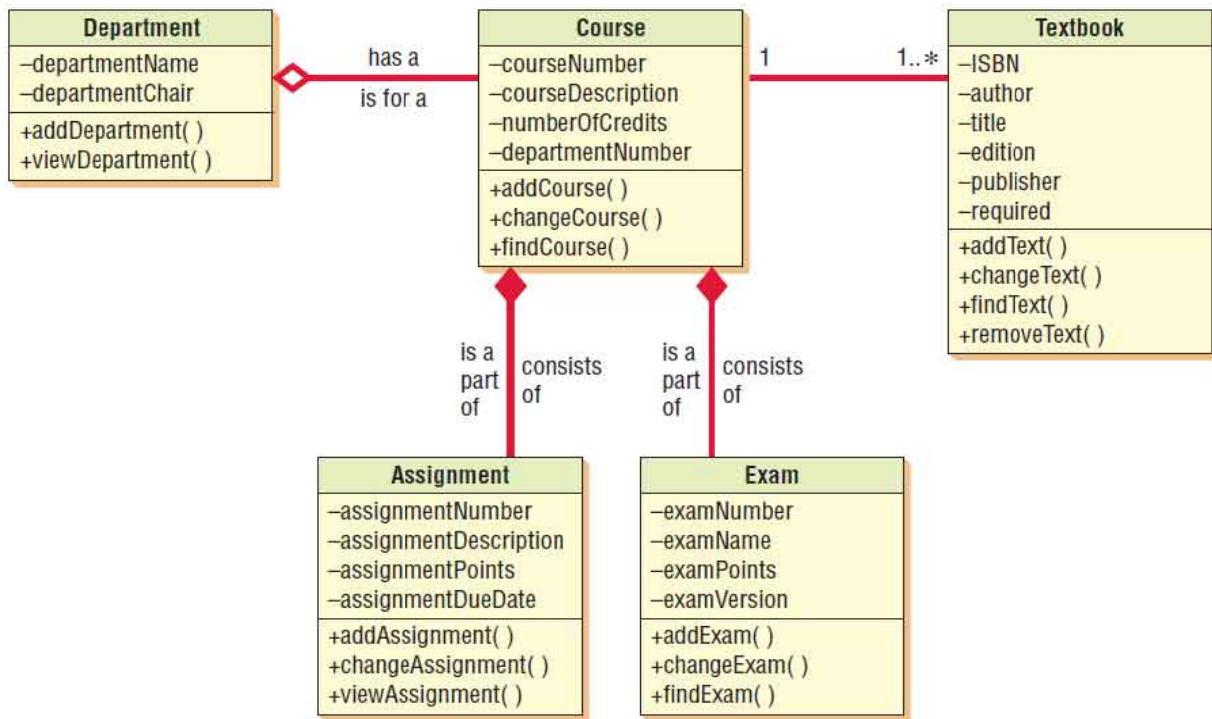 Department
–departmentName
–departmentChair
+addDepartment( )
+viewDepartment( )
has a
is for a
Course
–courseNumber
–courseDescription
–numberOfCredits
–departmentNumber
+addCourse( )
+changeCourse( )
+findCourse( )
1
1..*
Textbook
–ISBN
–author
–title
–edition
–publisher
–required
+addText( )
+changeText( )
+findText( )
+removeText( )
is a
part
of
consists
of
is a
part
of
consists
of
Assignment
–assignmentNumber
–assignmentDescription
–assignmentPoints
–assignmentDueDate
+addAssignment( )
+changeAssignment( )
+viewAssignment( )
Exam
–examNumber
–examName
–examPoints
–examVersion
+addExam( )
+changeExam( )
+findExam( )